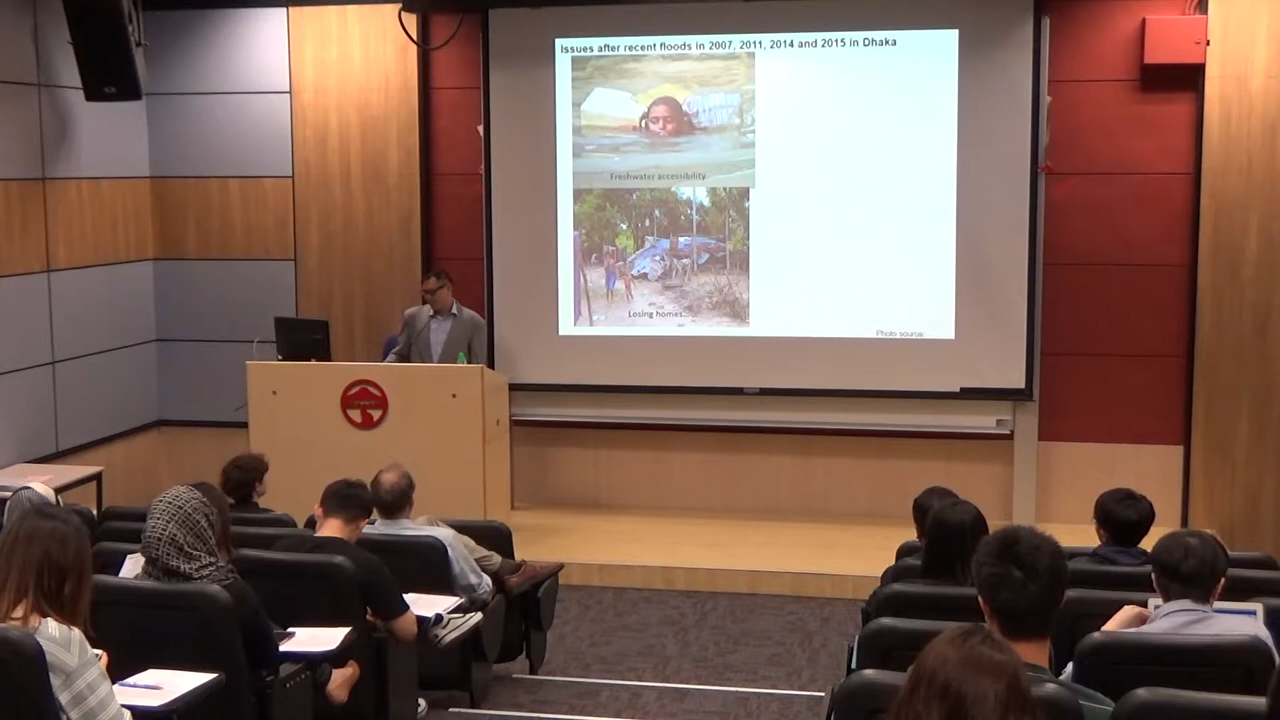 Issues after recent floods in 2007, 2011, 2014 and 2015 in Dhaka
Freshwater accessibility
Losing homes...
Photo source: